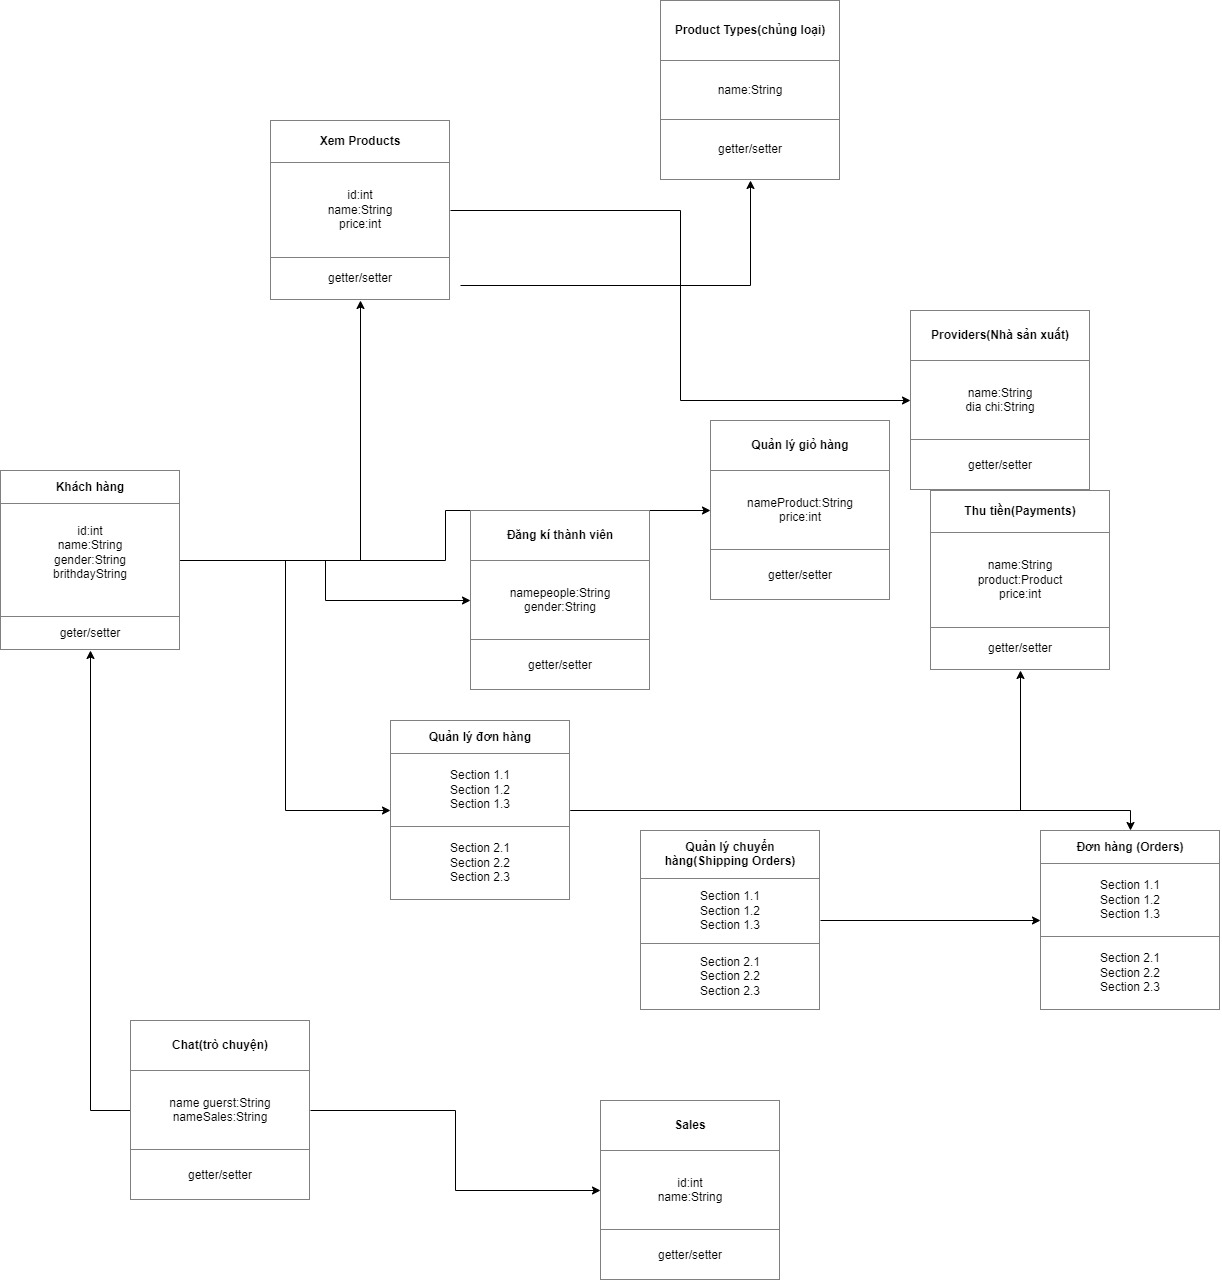 Product Types(chủng loại)
name:String
getter/setter
Xem Products
id:int
name:String
price:int
getter/setter
Providers(Nhà sản xuất)
name:String
dia chi:String
getter/setter
Quản lý giỏ hàng
nameProduct:String
price:int
getter/setter
Khách hàng
id:int
name:String
gender:String
brithdayString
geter/setter
Đăng kí thành viên
namepeople:String
gender:String
getter/setter
Thu tiền(Payments)
name:String
product:Product
price:int
getter/setter
Quản lý đơn hàng
Section 1.1
Section 1.2
Section 1.3
Section 2.1
Section 2.2
Section 2.3
Quản lý chuyển
hàng(Shipping Orders)
Section 1.1
Section 1.2
Section 1.3
Section 2.1
Section 2.2
Section 2.3
Đơn hàng (Orders)
Section 1.1
Section 1.2
Section 1.3
Section 2.1
Section 2.2
Section 2.3
Chat(trò chuyện)
name guerst:String
nameSales:String
getter/setter
Sales
id:int
name:String
getter/setter